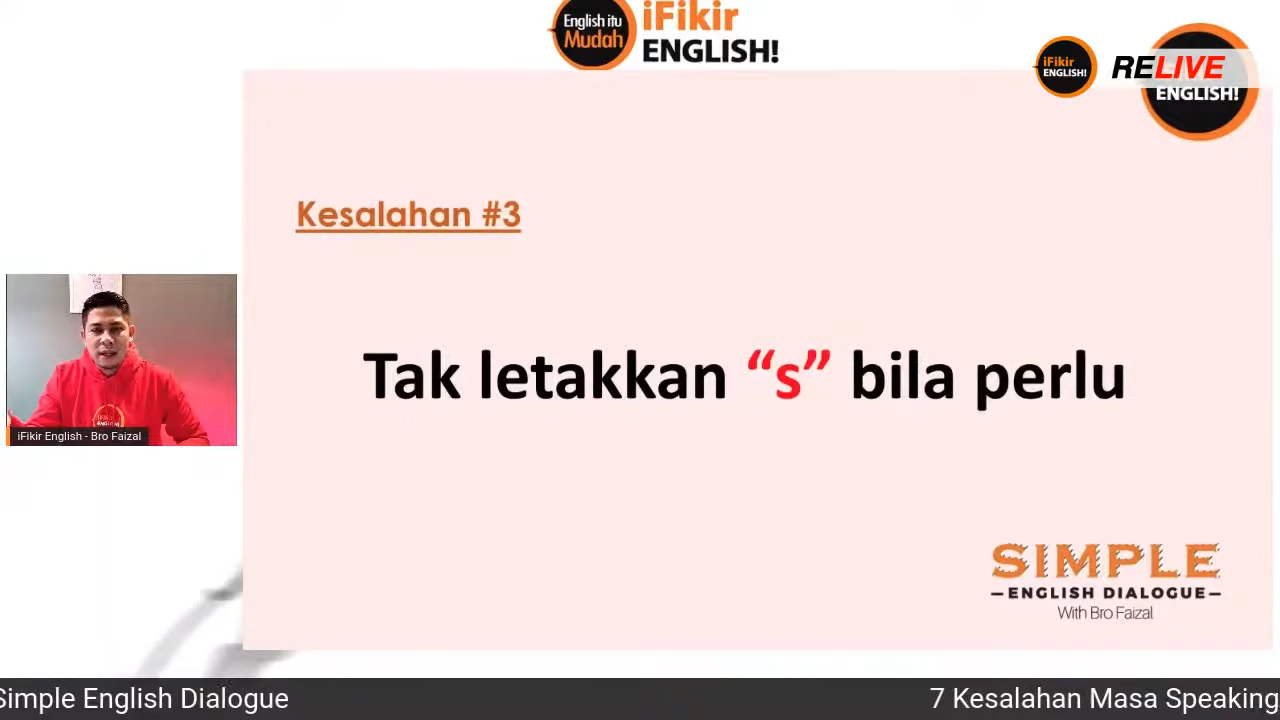 English itu
Mudah
iFikir
ENGLISH!
iFikir
ENGLISH!
RELIVE
ENGLISH!
Kesalahan #3
Tak letakkan “s” bila perlu
iFikir English - Bro Faizal
SIMPLE
—ENGLISH DIALOGUE—
With Bro Faizal
Simple English Dialogue
7 Kesalahan Masa Speaking